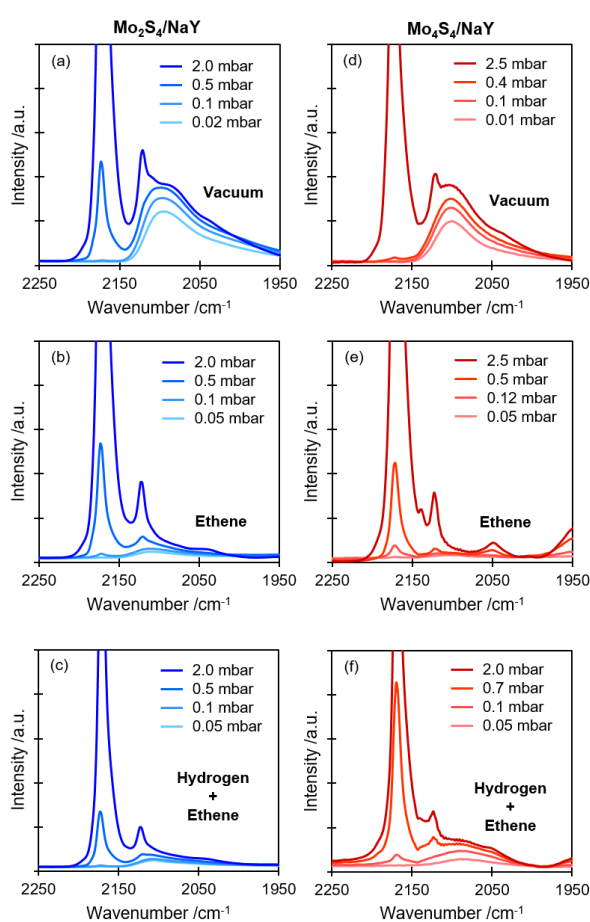 Mo₂S₄/NaY
(a)
2.0 mbar
0.5 mbar
0.1 mbar
0.02 mbar
Vacuum
Intensity /a.u.
2250 2150 2050 1950
Wavenumber /cm⁻¹
(b)
2.0 mbar
0.5 mbar
0.1 mbar
0.05 mbar
Ethene
Intensity /a.u.
2250 2150 2050 1950
Wavenumber /cm⁻¹
(c)
2.0 mbar
0.5 mbar
0.1 mbar
0.05 mbar
Hydrogen
+
Ethene
Intensity /a.u.
2250 2150 2050 1950
Wavenumber /cm⁻¹
Mo₄S₄/NaY
(d)
2.5 mbar
0.4 mbar
0.1 mbar
0.01 mbar
Vacuum
Intensity /a.u.
2250 2150 2050 1950
Wavenumber /cm⁻¹
(e)
2.5 mbar
0.5 mbar
0.12 mbar
0.05 mbar
Ethene
Intensity /a.u.
2250 2150 2050 1950
Wavenumber /cm⁻¹
(f)
2.0 mbar
0.7 mbar
0.1 mbar
0.05 mbar
Hydrogen
+
Ethene
Intensity /a.u.
2250 2150 2050 1950
Wavenumber /cm⁻¹